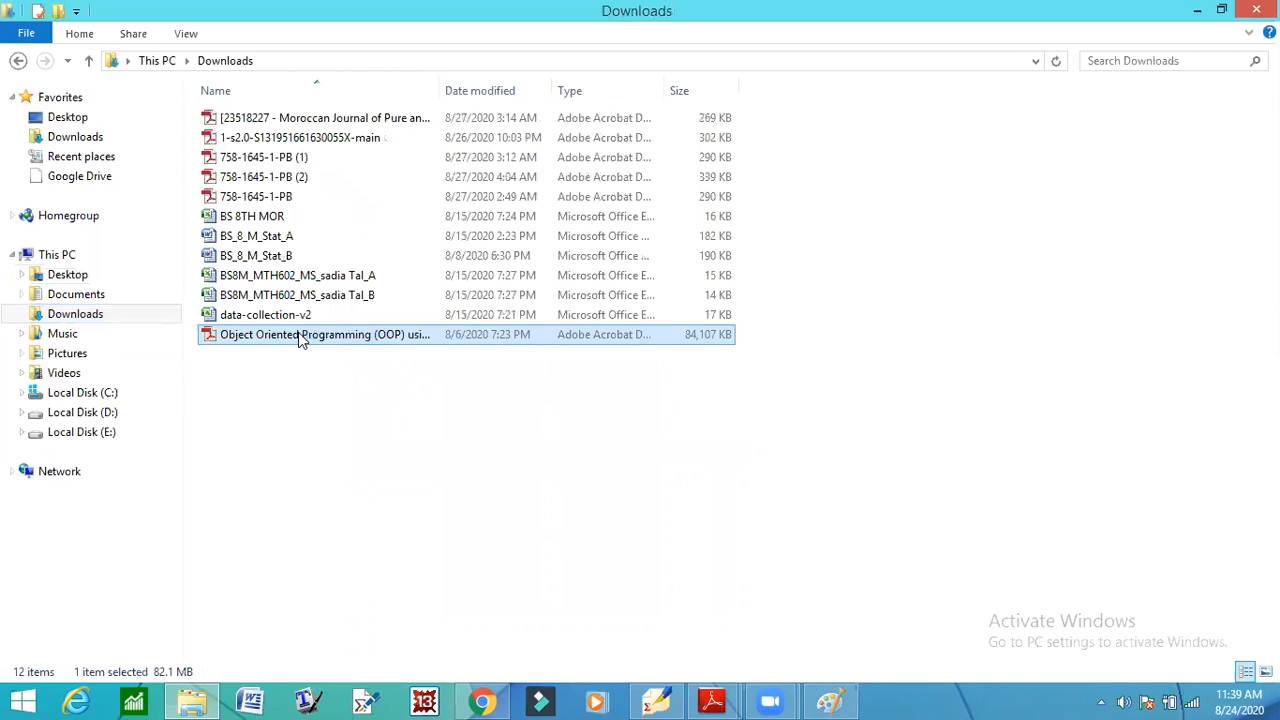 Downloads
File Home Share View
This PC Downloads
Search Downloads
Name Date modified Type Size
Favorites
Desktop
Downloads
Recent places
Google Drive
Homegroup
This PC
Desktop
Documents
Downloads
Music
Pictures
Videos
Local Disk (C:)
Local Disk (D:)
Local Disk (E:)
Network
[23518227 - Moroccan Journal of Pure an... 8/27/2020 3:14 AM Adobe Acrobat D... 269 KB
1-s2.0-S131951661630055X-main 8/26/2020 10:03 PM Adobe Acrobat D... 302 KB
758-1645-1-PB (1) 8/27/2020 3:12 AM Adobe Acrobat D... 290 KB
758-1645-1-PB (2) 8/27/2020 4:04 AM Adobe Acrobat D... 339 KB
758-1645-1-PB 8/27/2020 2:49 AM Adobe Acrobat D... 290 KB
BS 8TH MOR 8/15/2020 7:24 PM Microsoft Office E... 16 KB
BS_8_M_Stat_A 8/15/2020 2:23 PM Microsoft Office ... 182 KB
BS_8_M_Stat_B 8/8/2020 6:30 PM Microsoft Office ... 190 KB
BS8M_MTH602_MS_sadia Tal_A 8/15/2020 7:27 PM Microsoft Office E... 15 KB
BS8M_MTH602_MS_sadia Tal_B 8/15/2020 7:27 PM Microsoft Office E... 14 KB
data-collection-v2 8/15/2020 7:21 PM Microsoft Office E... 17 KB
Object Oriented Programming (OOP) usi... 8/6/2020 7:23 PM Adobe Acrobat D... 84,107 KB
Activate Windows
Go to PC settings to activate Windows.
12 items 1 item selected 82.1 MB
11:39 AM
8/24/2020